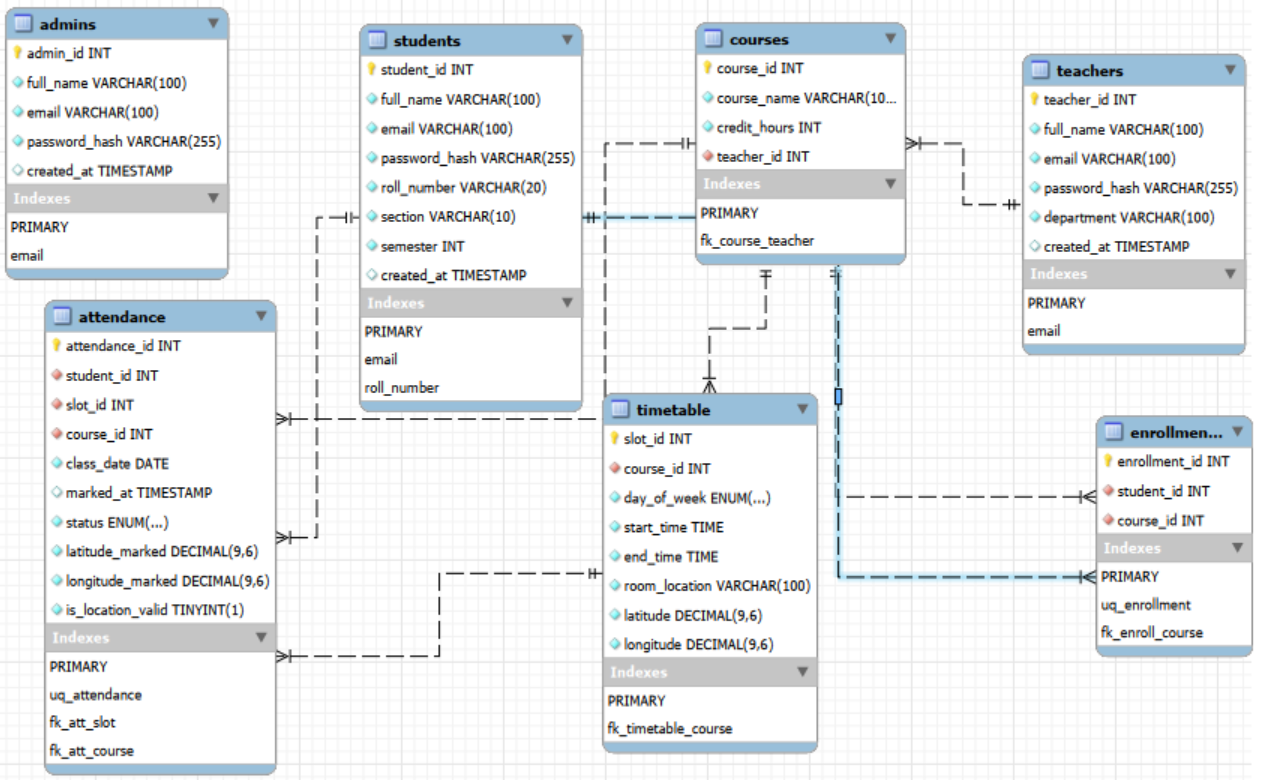 admins
admin_id INT
full_name VARCHAR(100)
email VARCHAR(100)
password_hash VARCHAR(255)
created_at TIMESTAMP
Indexes
PRIMARY
email
students
student_id INT
full_name VARCHAR(100)
email VARCHAR(100)
password_hash VARCHAR(255)
roll_number VARCHAR(20)
section VARCHAR(10)
semester INT
created_at TIMESTAMP
Indexes
PRIMARY
email
roll_number
courses
course_id INT
course_name VARCHAR(10...
credit_hours INT
teacher_id INT
Indexes
PRIMARY
fk_course_teacher
teachers
teacher_id INT
full_name VARCHAR(100)
email VARCHAR(100)
password_hash VARCHAR(255)
department VARCHAR(100)
created_at TIMESTAMP
Indexes
PRIMARY
email
attendance
attendance_id INT
student_id INT
slot_id INT
course_id INT
class_date DATE
marked_at TIMESTAMP
status ENUM(...)
latitude_marked DECIMAL(9,6)
longitude_marked DECIMAL(9,6)
is_location_valid TINYINT(1)
Indexes
PRIMARY
uq_attendance
fk_att_slot
fk_att_course
timetable
slot_id INT
course_id INT
day_of_week ENUM(...)
start_time TIME
end_time TIME
room_location VARCHAR(100)
latitude DECIMAL(9,6)
longitude DECIMAL(9,6)
Indexes
PRIMARY
fk_timetable_course
enrollmen...
enrollment_id INT
student_id INT
course_id INT
Indexes
PRIMARY
uq_enrollment
fk_enroll_course